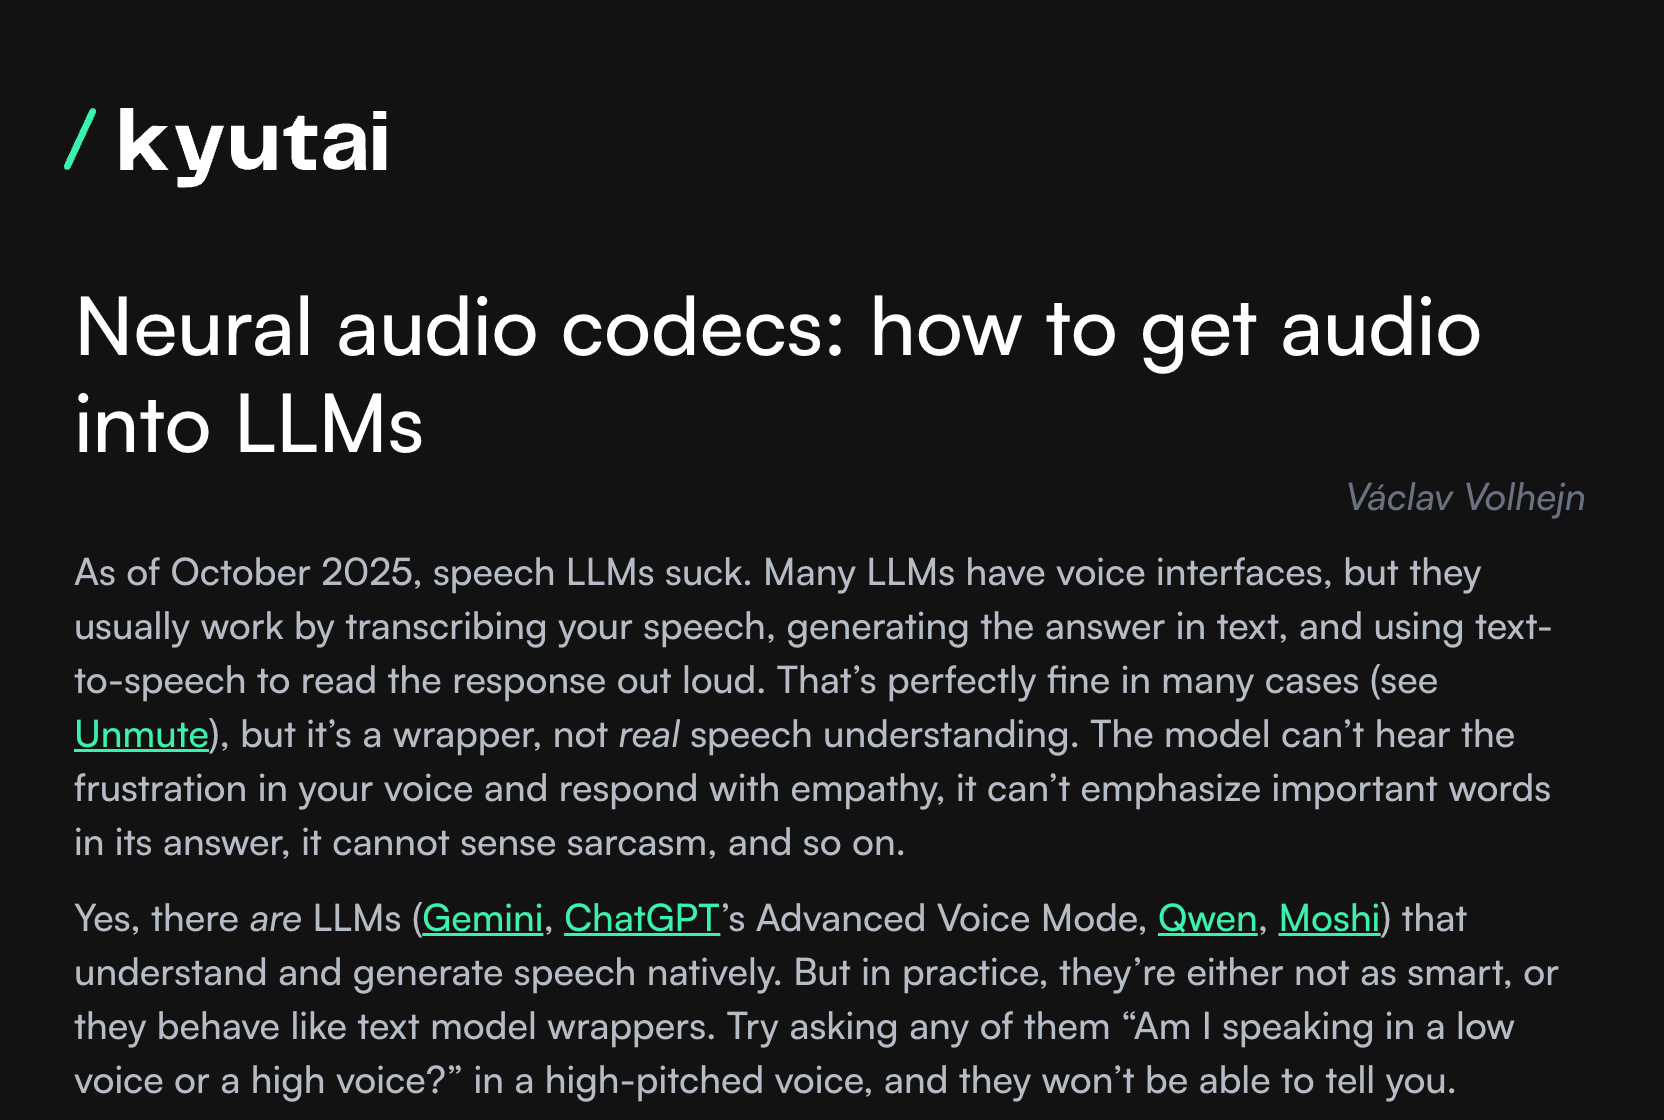 / kyutai
Neural audio codecs: how to get audio
into LLMs
Václav Volhejn
As of October 2025, speech LLMs suck. Many LLMs have voice interfaces, but they
usually work by transcribing your speech, generating the answer in text, and using text-
to-speech to read the response out loud. That’s perfectly fine in many cases (see
Unmute), but it’s a wrapper, not real speech understanding. The model can’t hear the
frustration in your voice and respond with empathy, it can’t emphasize important words
in its answer, it cannot sense sarcasm, and so on.
Yes, there are LLMs (Gemini, ChatGPT’s Advanced Voice Mode, Qwen, Moshi) that
understand and generate speech natively. But in practice, they’re either not as smart, or
they behave like text model wrappers. Try asking any of them “Am I speaking in a low
voice or a high voice?” in a high-pitched voice, and they won’t be able to tell you.